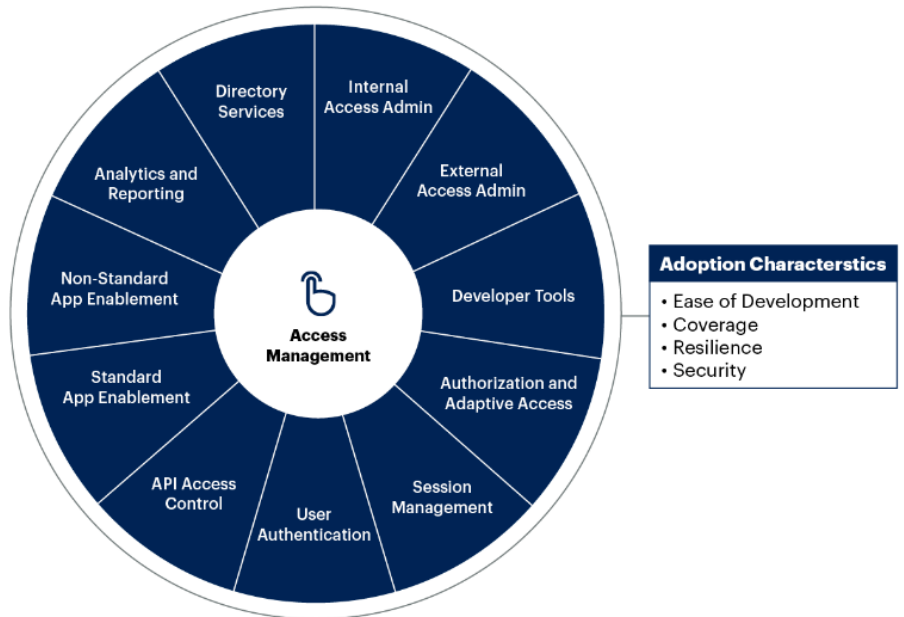 Directory
Services
Internal
Access Admin
External
Access Admin
Developer Tools
Authorization and
Adaptive Access
Session
Management
User
Authentication
API Access
Control
Standard
App Enablement
Non-Standard
App Enablement
Analytics and
Reporting
Access
Management
Adoption Characterstics
• Ease of Development
• Coverage
• Resilience
• Security